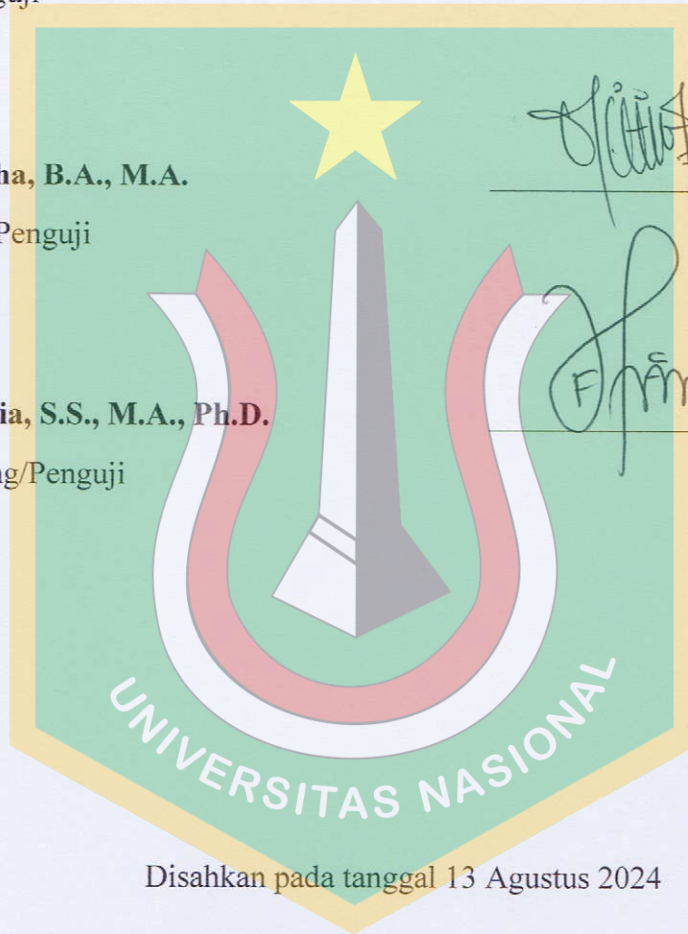 ha, B.A., M.A.
Penguji
ia, S.S., M.A., Ph.D.
g/Penguji
UNIVERSITAS NASIONAL
Disahkan pada tanggal 13 Agustus 2024